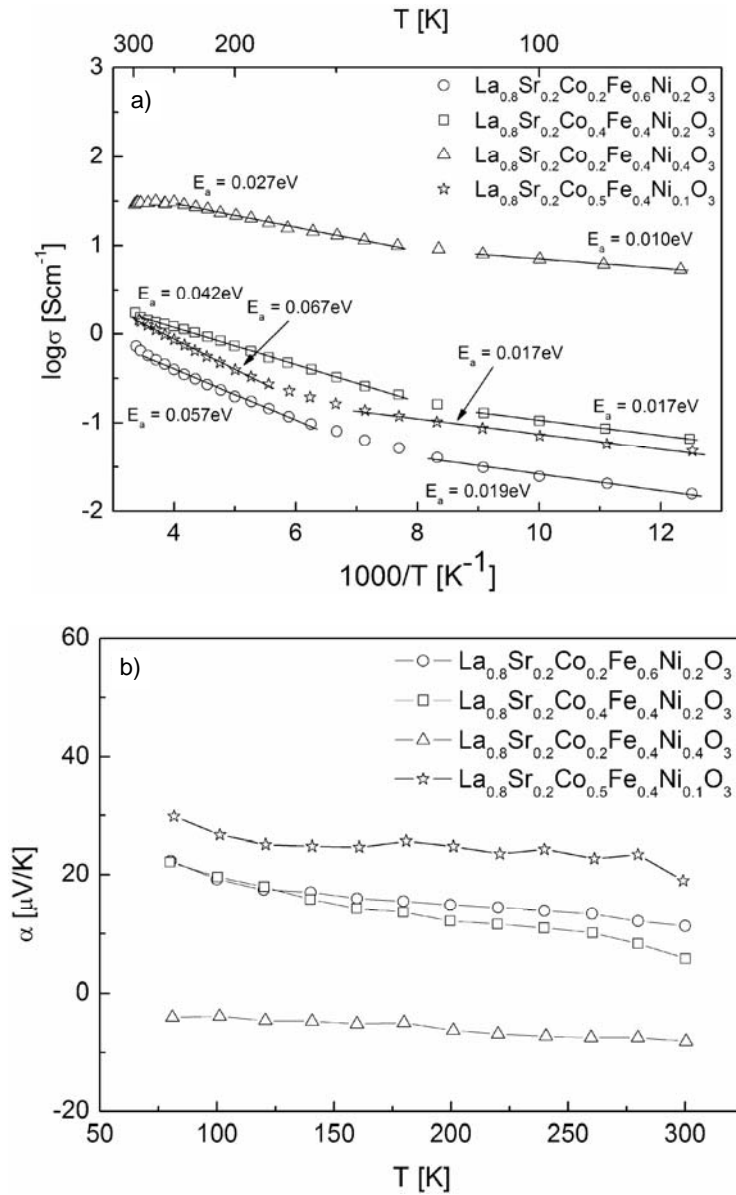 T [K]
300 200 100
a)
La0.8Sr0.2Co0.2Fe0.6Ni0.2O3
La0.8Sr0.2Co0.4Fe0.4Ni0.2O3
La0.8Sr0.2Co0.2Fe0.4Ni0.4O3
La0.8Sr0.2Co0.5Fe0.4Ni0.1O3
Ea = 0.027eV
Ea = 0.010eV
Ea = 0.042eV
Ea = 0.067eV
Ea = 0.017eV
Ea = 0.017eV
Ea = 0.057eV
Ea = 0.019eV
3
2
1
0
-1
-2
logσ [Scm-1]
4 6 8 10 12
1000/T [K-1]
b)
La0.8Sr0.2Co0.2Fe0.6Ni0.2O3
La0.8Sr0.2Co0.4Fe0.4Ni0.2O3
La0.8Sr0.2Co0.2Fe0.4Ni0.4O3
La0.8Sr0.2Co0.5Fe0.4Ni0.1O3
60
40
20
0
-20
α [μV/K]
50 100 150 200 250 300
T [K]